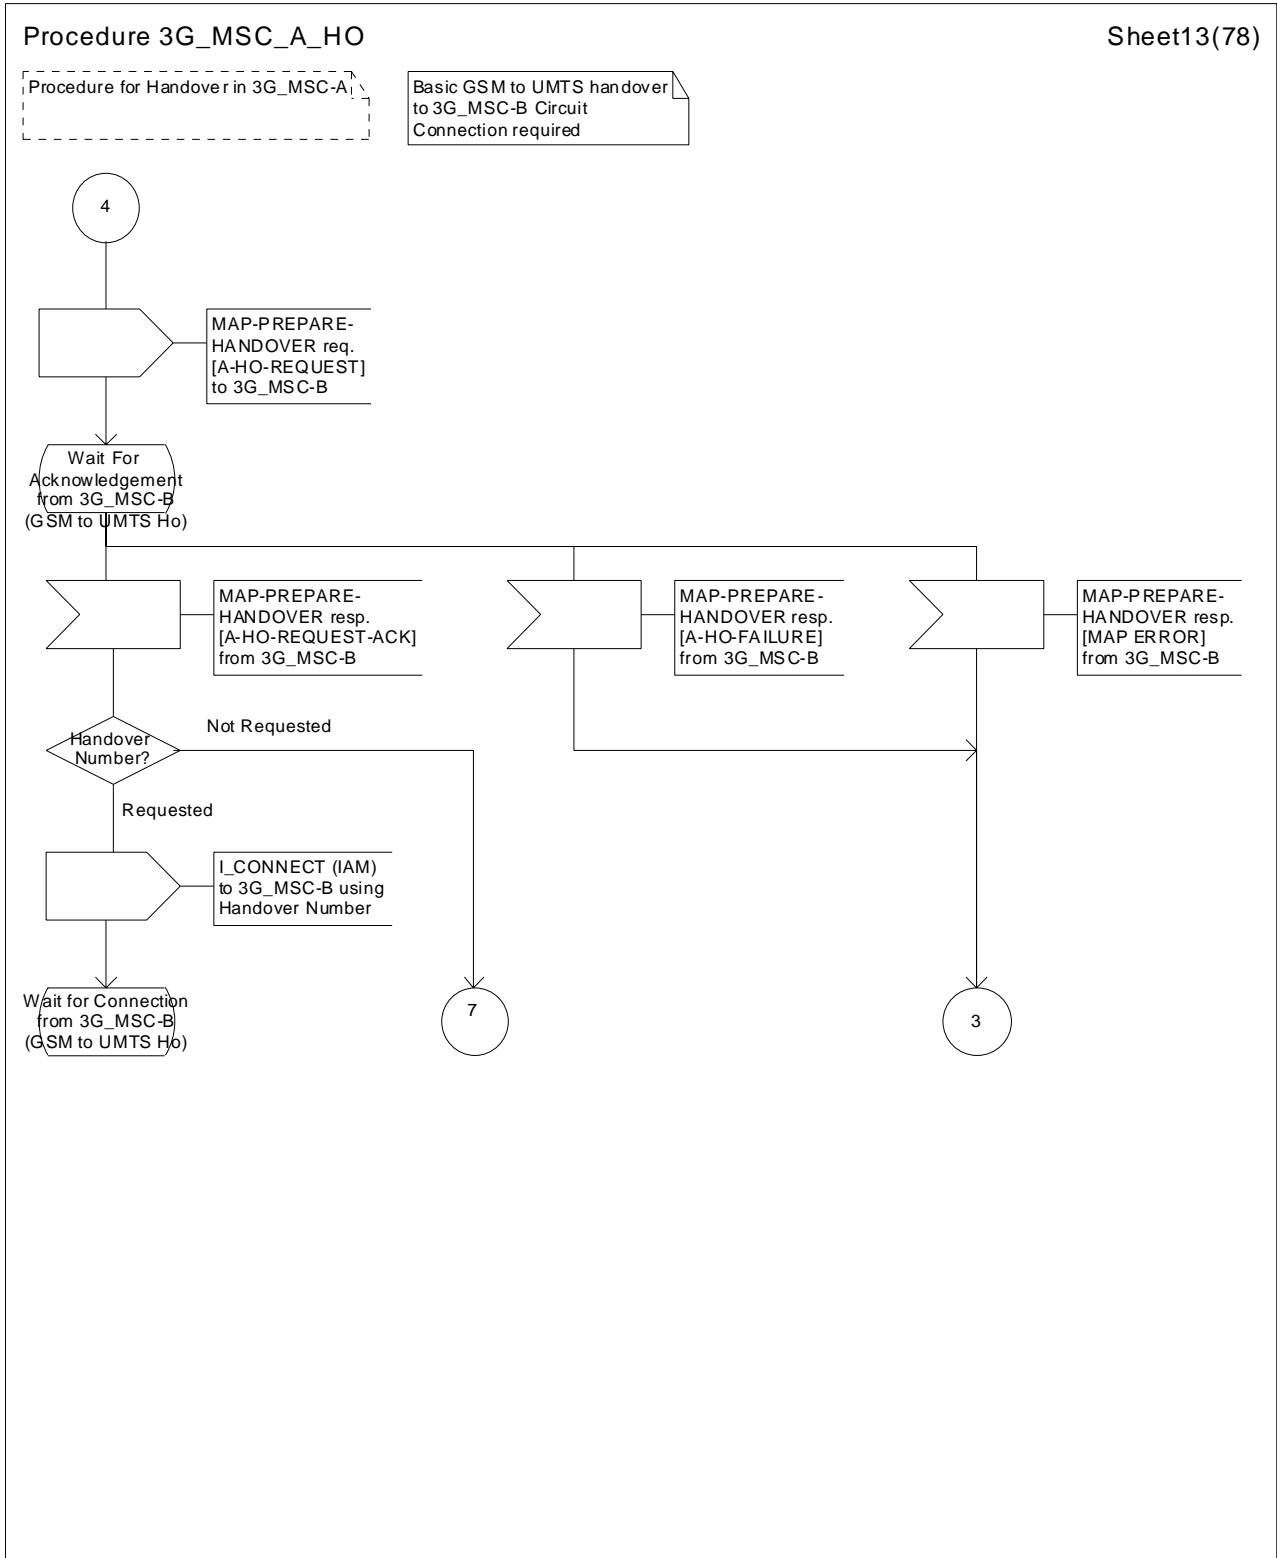 Procedure 3G_MSC_A_HO
Sheet13(78)
Procedure for Handover in 3G_MSC-A
Basic GSM to UMTS handover
to 3G_MSC-B Circuit
Connection required
4
MAP-PREPARE-
HANDOVER req.
[A-HO-REQUEST]
to 3G_MSC-B
Wait For
Acknowledgement
from 3G_MSC-B
(GSM to UMTS Ho)
MAP-PREPARE-
HANDOVER resp.
[A-HO-REQUEST-ACK]
from 3G_MSC-B
MAP-PREPARE-
HANDOVER resp.
[A-HO-FAILURE]
from 3G_MSC-B
MAP-PREPARE-
HANDOVER resp.
[MAP ERROR]
from 3G_MSC-B
Handover
Number?
Not Requested
Requested
I_CONNECT (IAM)
to 3G_MSC-B using
Handover Number
Wait for Connection
from 3G_MSC-B
(GSM to UMTS Ho)
7
3